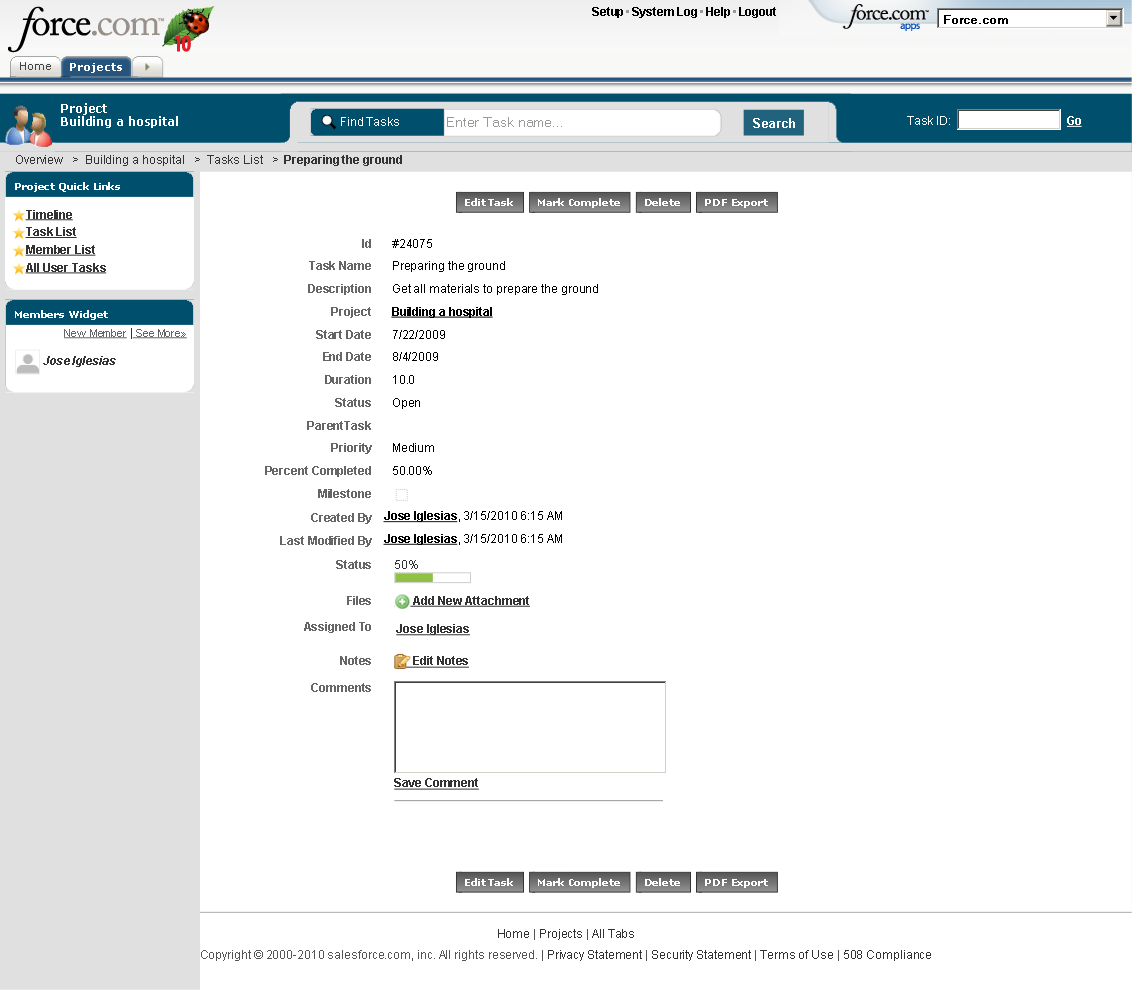 force.com™ 10
Setup · System Log · Help · Logout
force.com apps
Force.com
Home Projects
Project
Building a hospital
Find Tasks Enter Task name... Search
Task ID: Go
Overview > Building a hospital > Tasks List > Preparing the ground
Project Quick Links
Timeline
Task List
Member List
All User Tasks
Members Widget
New Member | See More»
Jose Iglesias
Edit Task Mark Complete Delete PDF Export
Id #24075
Task Name Preparing the ground
Description Get all materials to prepare the ground
Project Building a hospital
Start Date 7/22/2009
End Date 8/4/2009
Duration 10.0
Status Open
ParentTask
Priority Medium
Percent Completed 50.00%
Milestone
Created By Jose Iglesias, 3/15/2010 6:15 AM
Last Modified By Jose Iglesias, 3/15/2010 6:15 AM
Status 50%
Files Add New Attachment
Assigned To Jose Iglesias
Notes Edit Notes
Comments
Save Comment
Edit Task Mark Complete Delete PDF Export
Home | Projects | All Tabs
Copyright © 2000-2010 salesforce.com, inc. All rights reserved. | Privacy Statement | Security Statement | Terms of Use | 508 Compliance